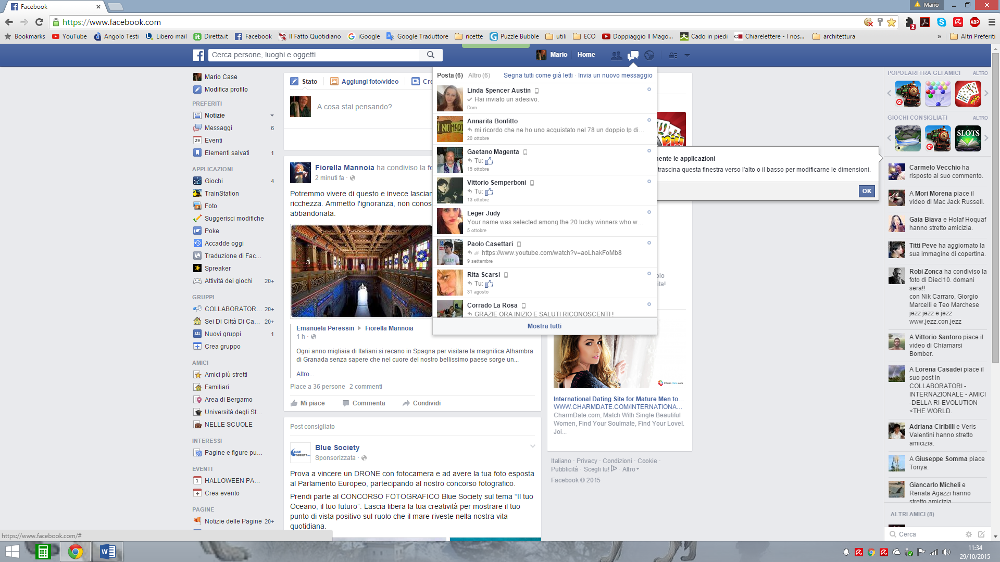 Facebook
Mario
https://www.facebook.com
2
ABP
Bookmarks
YouTube
Angolo Testi
Libero mail
Diretta.it
Facebook
Il Fatto Quotidiano
iGoogle
Google Traduttore
ricette
Puzzle Bubble
utili
ECO
Doppiaggio Il Mago...
Cado in piedi
Chiarelettere - I nos...
architettura
»
Altri Preferiti
Cerca persone, luoghi e oggetti
Mario
Home
Mario Case
Modifica profilo
PREFERITI
Notizie
Messaggi 6
Eventi
Elementi salvati 1
APPLICAZIONI
Giochi 4
TrainStation
Foto
Suggerisci modifiche
Poke
Accadde oggi
Traduzione di Fac...
Spreaker
Attività dei giochi 20+
GRUPPI
COLLABORATOR... 20+
Sei Di Città Di Ca... 20+
Nuovi gruppi 1
Crea gruppo
AMICI
Amici più stretti
Familiari
Area di Bergamo
Università degli St...
NELLE SCUOLE
INTERESSI
Pagine e figure pu...
EVENTI
HALLOWEEN PA...
Crea evento
PAGINE
Notizie delle Pagine 20+
https://www.facebook.com/#
Stato
Aggiungi foto/video
Cre
A cosa stai pensando?
Fiorella Mannoia ha condiviso la fo
2 minuti fa ·
Potremmo vivere di questo e invece lascian
ricchezza. Ammetto l'ignoranza, non conos
abbandonata.
Emanuela Peressin
Fiorella Mannoia
1 h ·
Ogni anno migliaia di Italiani si recano in Spagna per visitare la magnifica Alhambra
di Granada senza sapere che nel cuore del nostro bellissimo paese sorge un...
Altro...
Piace a 36 persone 2 commenti
Mi piace
Commenta
Condividi
Post consigliato
Blue Society
Sponsorizzata ·
Prova a vincere un DRONE con fotocamera e ad avere la tua foto esposta
al Parlamento Europeo, partecipando al nostro concorso fotografico.
Prendi parte al CONCORSO FOTOGRAFICO Blue Society sul tema “Il tuo
Oceano, il tuo futuro”. Lascia libera la tua creatività per mostrare il tuo
punto di vista positivo sul ruolo che il mare riveste nella nostra vita
quotidiana.
Posta (6)
Altro (6)
Segna tutti come già letti · Invia un nuovo messaggio
Linda Spencer Austin
Hai inviato un adesivo.
Dom
Annarita Bonfitto
mi ricordo che ne ho uno acquistato nel 78 un doppio lp di...
20 ottobre
Gaetano Magenta
Tu:
15 ottobre
Vittorio Semperboni
Tu:
13 ottobre
Leger Judy
Your name was selected among the 20 lucky winners who w...
5 ottobre
Paolo Casettari
https://www.youtube.com/watch?v=aoLhakFoMb8
9 settembre
Rita Scarsi
Tu:
31 agosto
Corrado La Rosa
GRAZIE ORA INIZIO E SALUTI RICONOSCENTI !
Mostra tutti
mente le applicazioni
trascina questa finestra verso l'alto o il basso per modificarne le dimensioni.
OK
olo
ita!
CharmDate.com
International Dating Site for Mature Men to...
WWW.CHARMDATE.COM/INTERNATIONA...
CharmDate.com, Match With Single Beautiful
Women, Find Your Soulmate, Find Your Love!.
Joi...
Italiano · Privacy · Condizioni · Cookie ·
Pubblicità · Scegli tu! · Altro
Facebook © 2015
POPOLARI TRA GLI AMICI ALTRO
GIOCHI CONSIGLIATI ALTRO
SLOTS
Carmelo Vecchio ha
risposto al suo commento.
A Mori Morena piace il
video di Mac Jack Russell.
Gaia Biava e Holaf Hoquaf
hanno stretto amicizia.
Titti Peve ha aggiornato la
sua immagine di copertina.
Robi Zonca ha condiviso la
foto di Dieci10. domani
sera!!
con Nik Carraro, Giorgio
Marcelli e Teo Marchese
jezz jezz e jezz
www.jezz.con.jezz
A Vittorio Santoro piace il
video di Chiamarsi
Bomber.
A Lorena Casadei piace il
suo post in
COLLABORATORI -
INTERNAZIONALE - AMICI
-DELLA RI-EVOLUTION
<THE WORLD.
Adriana Ciribilli e Veris
Valentini hanno stretto
amicizia.
A Giuseppe Somma piace
Tonya.
Giancarlo Micheli e
Renata Agazzi hanno
stretto amicizia
ALTRI AMICI (8)
Cerca
11:34
29/10/2015